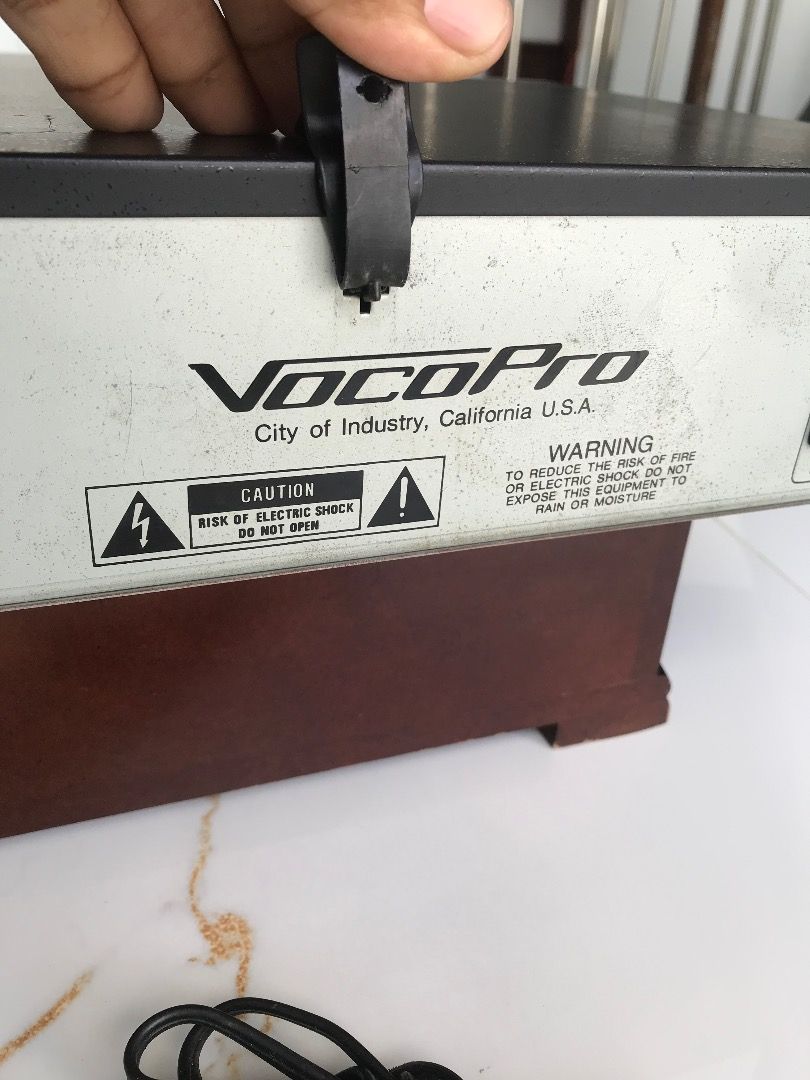 VocoPro
City of Industry, California U.S.A.
CAUTION
RISK OF ELECTRIC SHOCK
DO NOT OPEN
WARNING
TO REDUCE THE RISK OF FIRE
OR ELECTRIC SHOCK DO NOT
EXPOSE THIS EQUIPMENT TO
RAIN OR MOISTURE